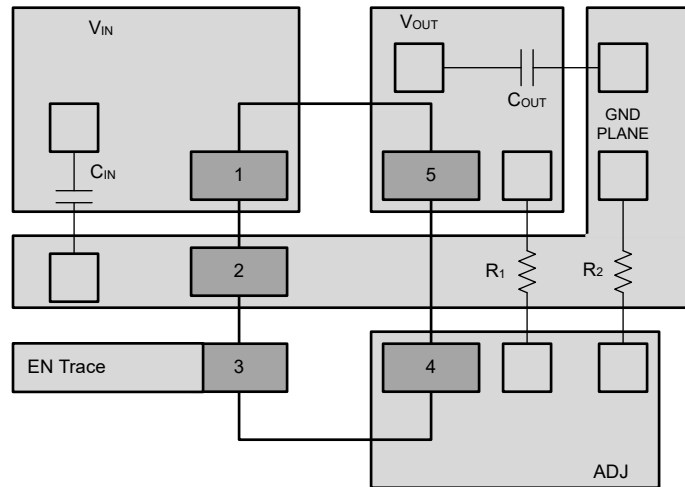 VIN
VOUT
COUT
GND
PLANE
CIN
1
5
2
R1
R2
EN Trace
3
4
ADJ